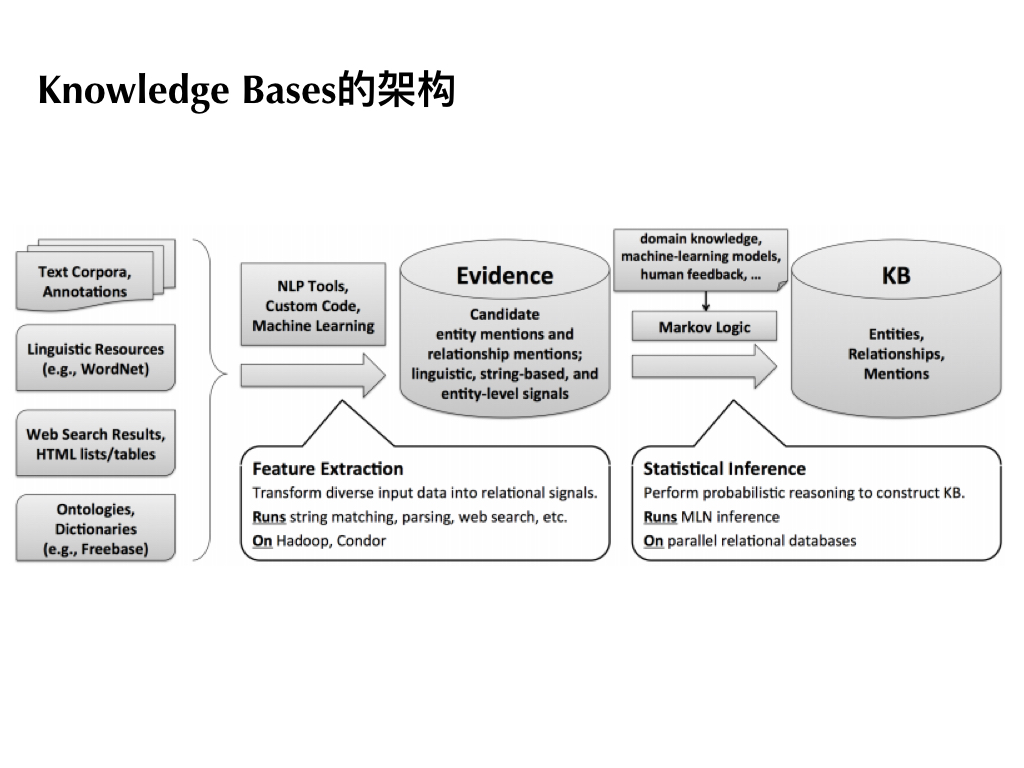 Knowledge Bases的架构
Text Corpora,
Annotations
Linguistic Resources
(e.g., WordNet)
Web Search Results,
HTML lists/tables
Ontologies,
Dictionaries
(e.g., Freebase)
NLP Tools,
Custom Code,
Machine Learning
Evidence
Candidate
entity mentions and
relationship mentions;
linguistic, string-based, and
entity-level signals
domain knowledge,
machine-learning models,
human feedback, ...
Markov Logic
KB
Entities,
Relationships,
Mentions
Feature Extraction
Transform diverse input data into relational signals.
Runs string matching, parsing, web search, etc.
On Hadoop, Condor
Statistical Inference
Perform probabilistic reasoning to construct KB.
Runs MLN inference
On parallel relational databases